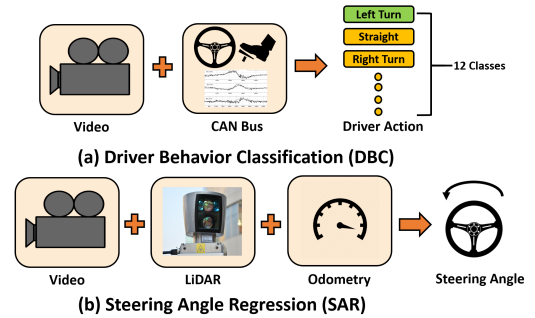 Left Turn
Straight
Right Turn
12 Classes
Video
CAN Bus
Driver Action
(a) Driver Behavior Classification (DBC)
Video
LiDAR
Odometry
Steering Angle
(b) Steering Angle Regression (SAR)